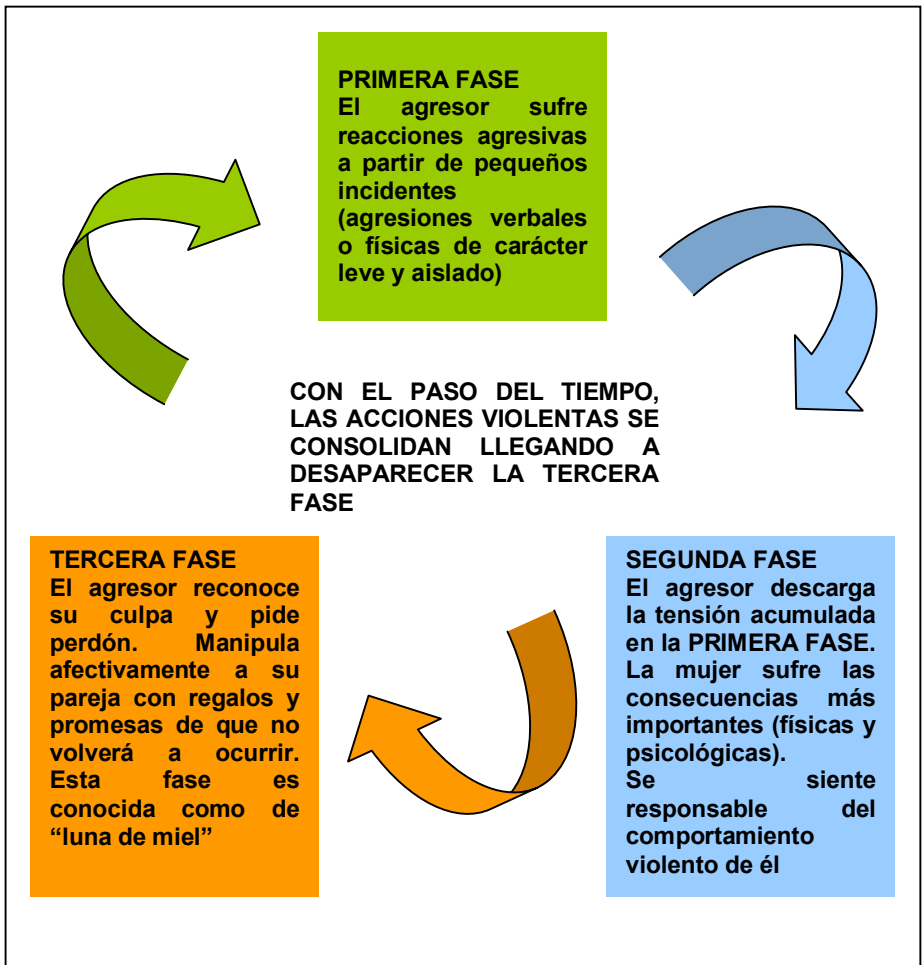 PRIMERA FASE
El agresor sufre
reacciones agresivas
a partir de pequeños
incidentes
(agresiones verbales
o físicas de carácter
leve y aislado)
CON EL PASO DEL TIEMPO,
LAS ACCIONES VIOLENTAS SE
CONSOLIDAN LLEGANDO A
DESAPARECER LA TERCERA
FASE
TERCERA FASE
El agresor reconoce
su culpa y pide
perdón. Manipula
afectivamente a su
pareja con regalos y
promesas de que no
volverá a ocurrir.
Esta fase es
conocida como de
“luna de miel”
SEGUNDA FASE
El agresor descarga
la tensión acumulada
en la PRIMERA FASE.
La mujer sufre las
consecuencias más
importantes (físicas y
psicológicas).
Se siente
responsable del
comportamiento
violento de él